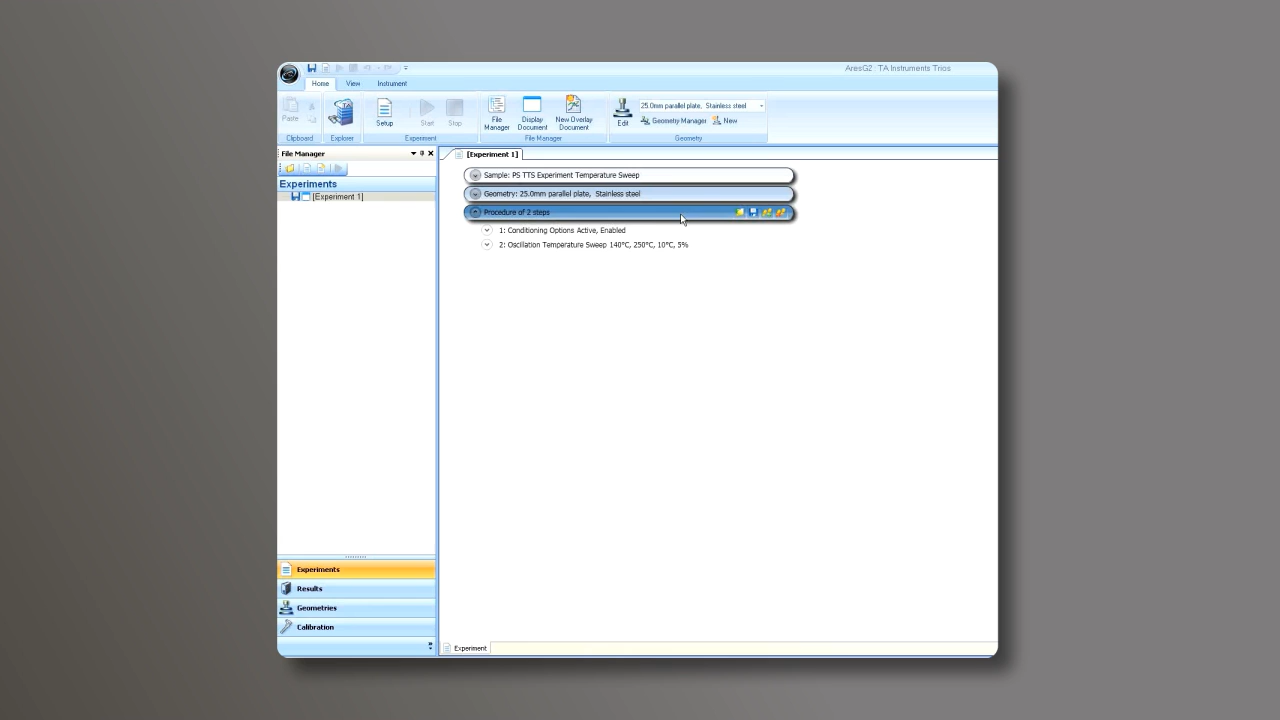 AresG2 TA Instruments Trios
Home View Instrument
Paste
Setup
Start
Stop
File Manager
Display Document
New Overlay Document
Edit
25.0mm parallel plate, Stainless steel
Geometry Manager New
Clipboard Explorer Experiment File Manager Geometry
File Manager
[Experiment 1]
Experiments
[Experiment 1]
Sample: PS TTS Experiment Temperature Sweep
Geometry: 25.0mm parallel plate, Stainless steel
Procedure of 2 steps
1: Conditioning Options Active, Enabled
2: Oscillation Temperature Sweep 140°C, 250°C, 10°C, 5%
Experiments
Results
Geometries
Calibration
Experiment